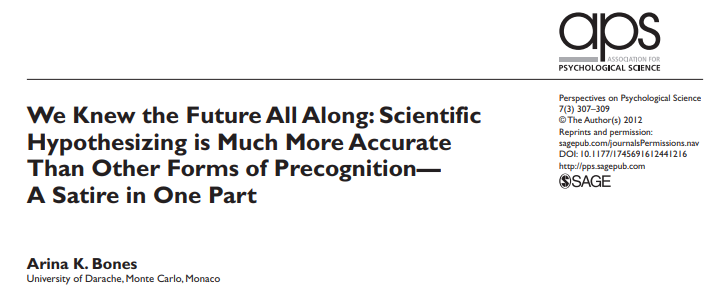 aps
ASSOCIATION FOR
PSYCHOLOGICAL SCIENCE
We Knew the Future All Along: Scientific
Hypothesizing is Much More Accurate
Than Other Forms of Precognition—
A Satire in One Part
Perspectives on Psychological Science
7(3) 307–309
© The Author(s) 2012
Reprints and permission:
sagepub.com/journalsPermissions.nav
DOI: 10.1177/1745691612441216
http://pps.sagepub.com
SAGE
Arina K. Bones
University of Darache, Monte Carlo, Monaco